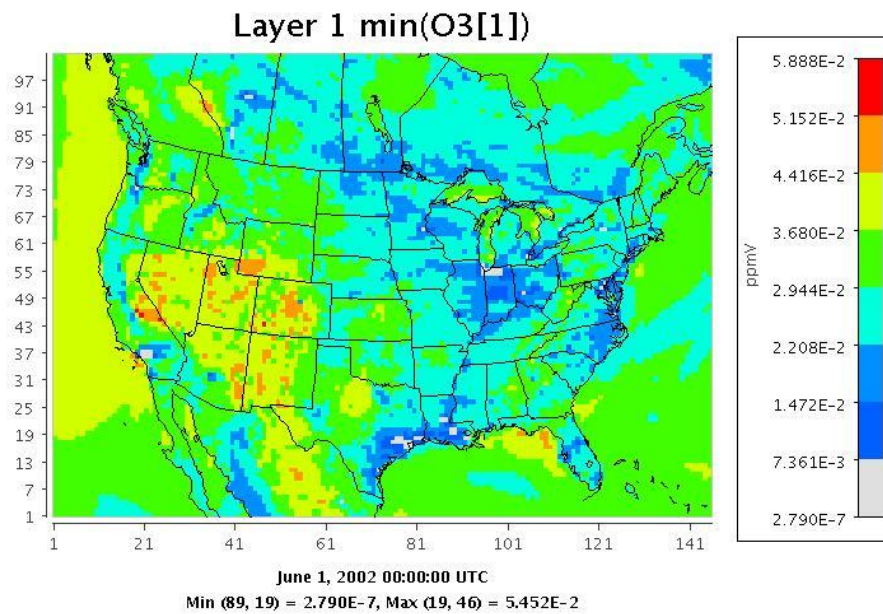 Layer 1 min(O3[1])
97
91
85
79
73
67
61
55
49
43
37
31
25
19
13
7
1
1 21 41 61 81 101 121 141
5.888E-2
5.152E-2
4.416E-2
3.680E-2
2.944E-2
2.208E-2
1.472E-2
7.361E-3
2.790E-7
ppmV
June 1, 2002 00:00:00 UTC
Min (89, 19) = 2.790E-7, Max (19, 46) = 5.452E-2